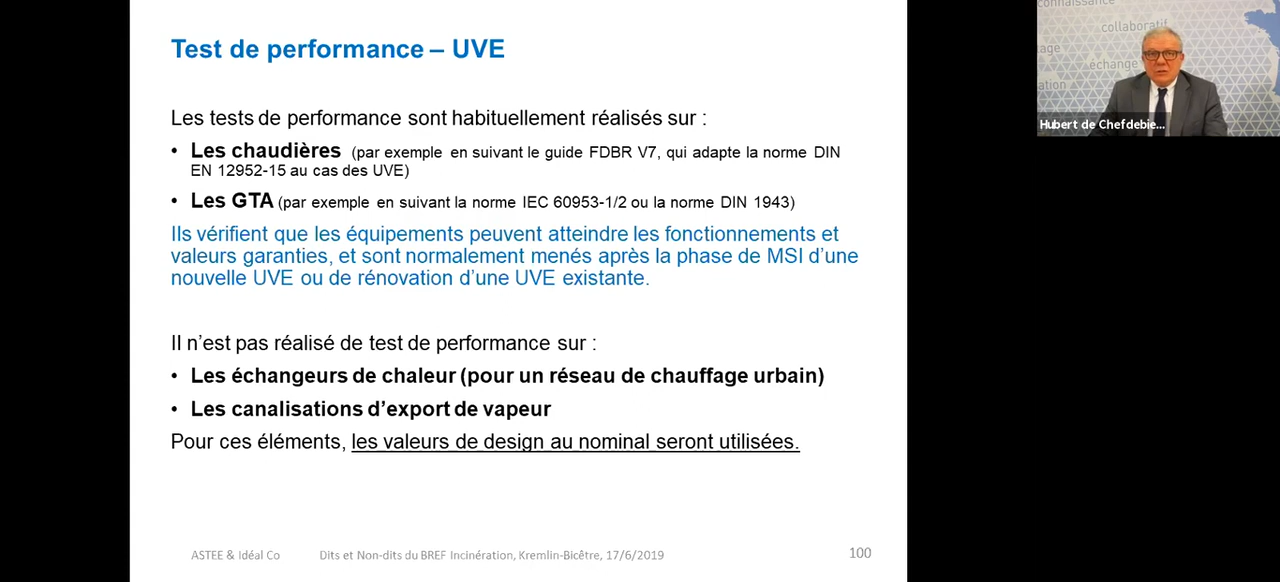 Test de performance – UVE
Les tests de performance sont habituellement réalisés sur :
• Les chaudières (par exemple en suivant le guide FDBR V7, qui adapte la norme DIN
EN 12952-15 au cas des UVE)
• Les GTA (par exemple en suivant la norme IEC 60953-1/2 ou la norme DIN 1943)
Ils vérifient que les équipements peuvent atteindre les fonctionnements et
valeurs garanties, et sont normalement menés après la phase de MSI d’une
nouvelle UVE ou de rénovation d’une UVE existante.
Il n’est pas réalisé de test de performance sur :
• Les échangeurs de chaleur (pour un réseau de chauffage urbain)
• Les canalisations d’export de vapeur
Pour ces éléments, les valeurs de design au nominal seront utilisées.
ASTEE & Idéal Co Dits et Non-dits du BREF Incinération, Kremlin-Bicêtre, 17/6/2019 100
connaissance
collaboratif
échange
Hubert de Chefdebie...